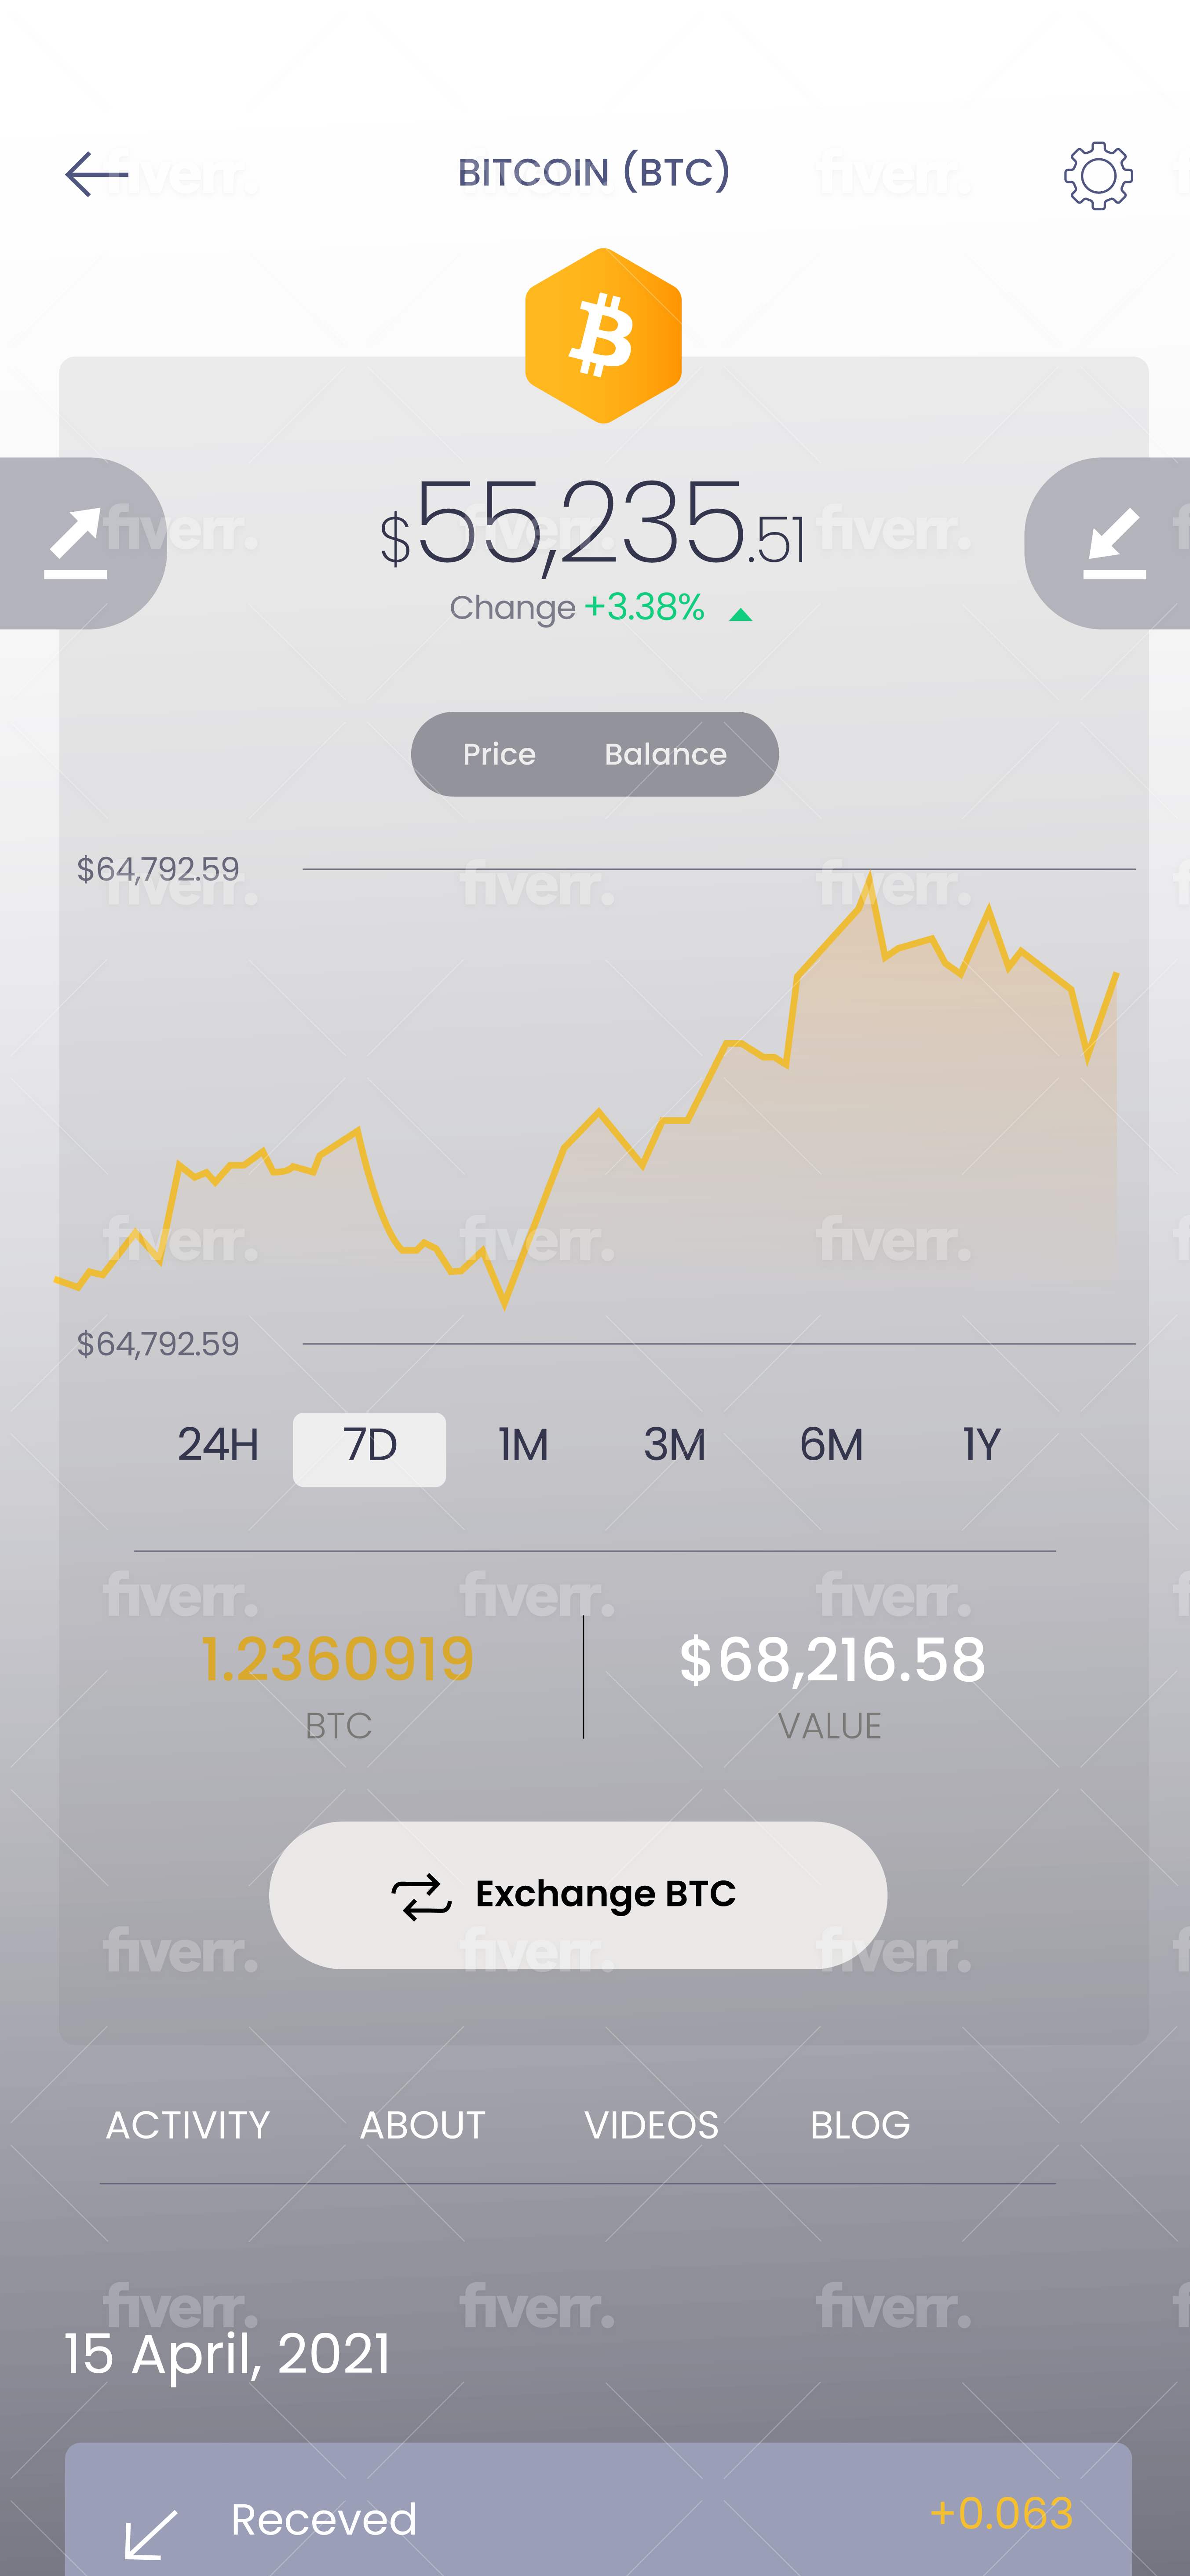 BITCOIN (BTC)
$55,235.51
Change +3.38%
Price Balance
$64,792.59
$64,792.59
24H 7D 1M 3M 6M 1Y
1.2360919 $68,216.58
BTC VALUE
Exchange BTC
ACTIVITY ABOUT VIDEOS BLOG
15 April, 2021
Receved +0.063
fiverr.